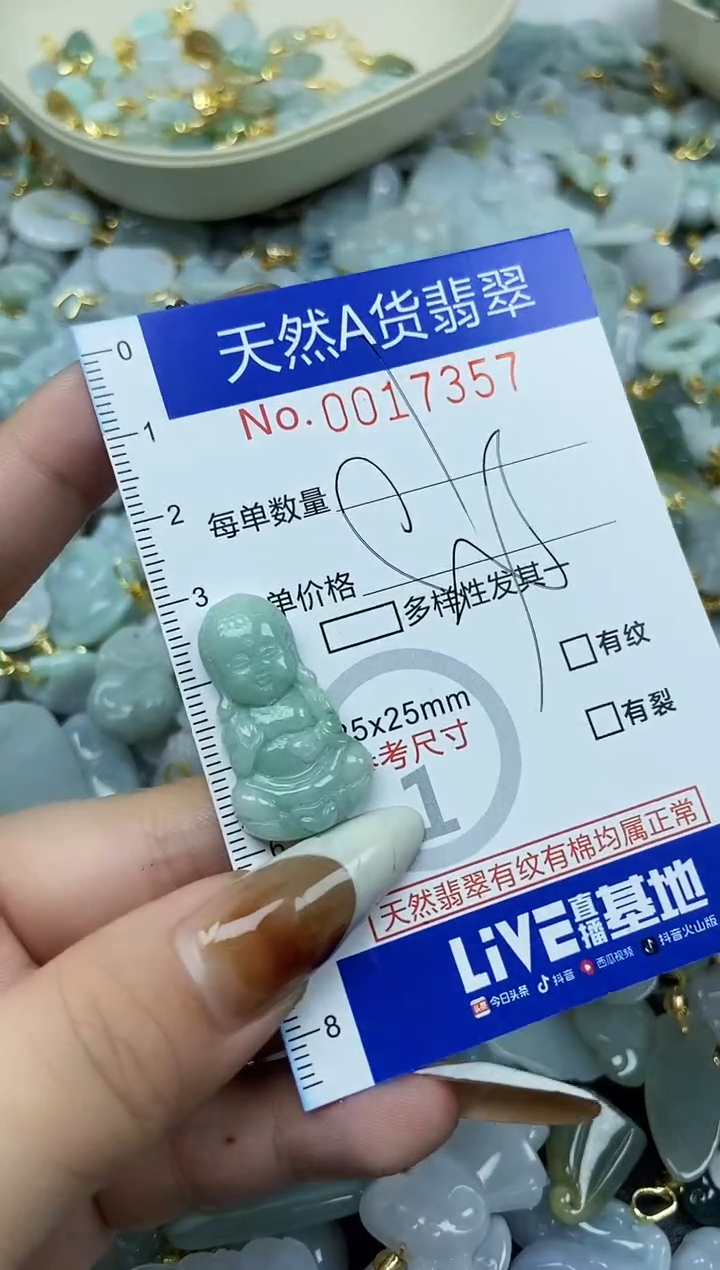 天然A货翡翠
No.0017357
0
1
2
3
每单数量
单价格
多样性发其一
有纹
有裂
5x25mm
考尺寸
1
6
天然翡翠有纹有棉均属正常
LiVE直播基地
今日头条 抖音 西瓜视频 抖音火山版
8